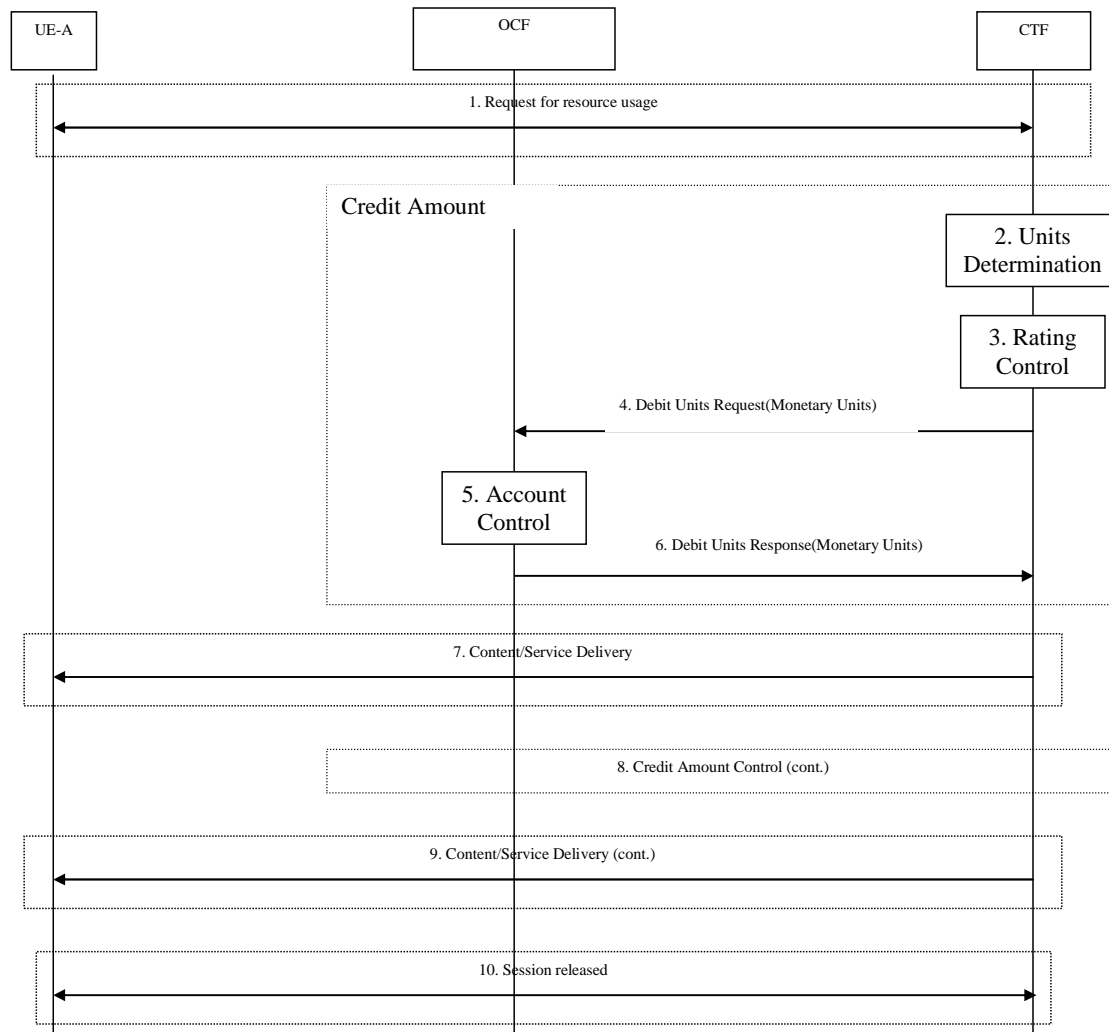 UE-A
OCF
CTF
1. Request for resource usage
Credit Amount
2. Units
Determination
3. Rating
Control
4. Debit Units Request(Monetary Units)
5. Account
Control
6. Debit Units Response(Monetary Units)
7. Content/Service Delivery
8. Credit Amount Control (cont.)
9. Content/Service Delivery (cont.)
10. Session released